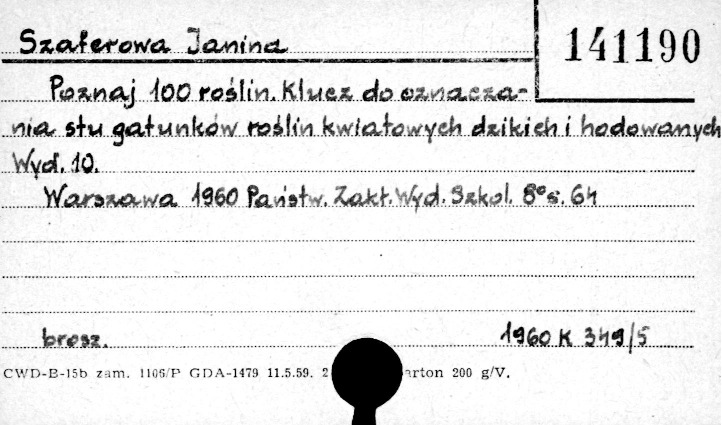 Szaferowa Janina
141190
Poznaj 100 roślin. Klucz do oznacza-
nia stu gatunków roślin kwiatowych dzikich i hodowanych
Wyd. 10.
Warszawa 1960 Państw. Zakł. Wyd. Szkol. 8° s. 64
brosz.
1960 K 349/5
CWD-B-15b zam. 1106/P GDA-1479 11.5.59. 2 arton 200 g/V.